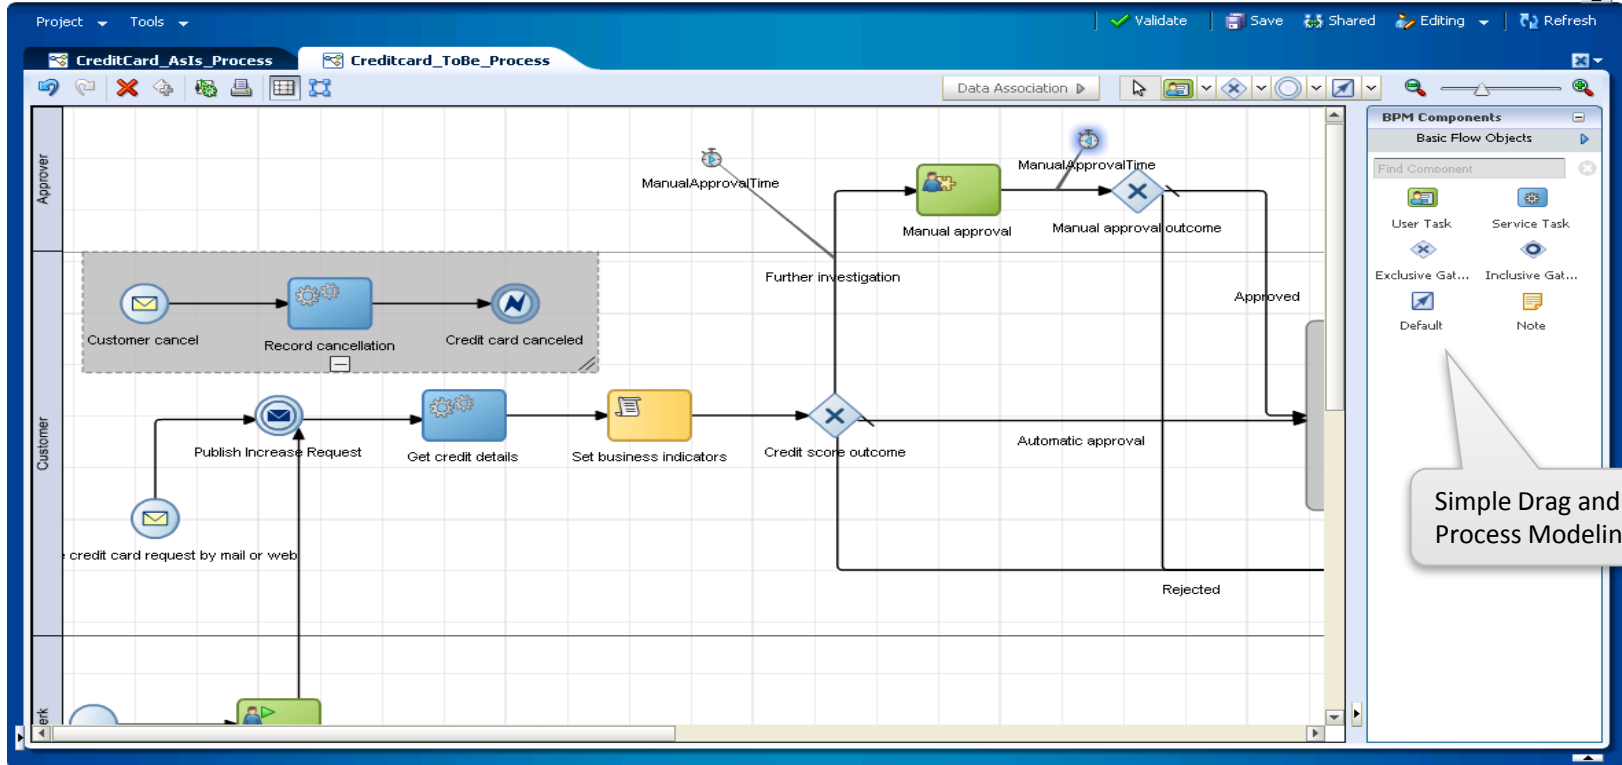 Project Tools Validate Save Shared Editing Refresh
CreditCard_AsIs_Process Creditcard_ToBe_Process
Data Association
BPM Components
Basic Flow Objects
Find Component
User Task Service Task
Exclusive Gat... Inclusive Gat...
Default Note
Simple Drag and
Process Modelin
Approver
ManualApprovalTime
ManualApprovalTime
Manual approval
Manual approval outcome
Further investigation
Approved
Customer
Customer cancel
Record cancellation
Credit card canceled
Publish Increase Request
Get credit details
Set business indicators
Credit score outcome
Automatic approval
credit card request by mail or web
Rejected
erk